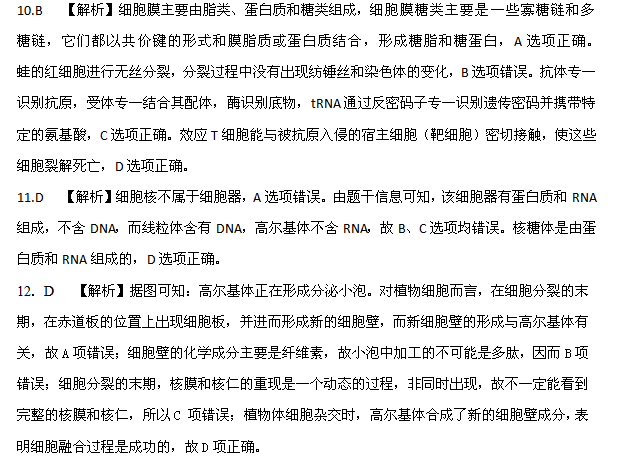 10.B 【解析】细胞膜主要由脂类、蛋白质和糖类组成，细胞膜糖类主要是一些寡糖链和多
糖链，它们都以共价键的形式和膜脂质或蛋白质结合，形成糖脂和糖蛋白，A 选项正确。
蛙的红细胞进行无丝分裂，分裂过程中没有出现纺锤丝和染色体的变化，B 选项错误。抗体专一
识别抗原，受体专一结合其配体，酶识别底物，tRNA 通过反密码子专一识别遗传密码并携带特
定的氨基酸，C 选项正确。效应 T 细胞能与被抗原入侵的宿主细胞（靶细胞）密切接触，使这些
细胞裂解死亡，D 选项正确。
11.D 【解析】细胞核不属于细胞器，A 选项错误。由题干信息可知，该细胞器有蛋白质和 RNA
组成，不含 DNA，而线粒体含有 DNA，高尔基体不含 RNA，故 B、C 选项均错误。核糖体是由蛋
白质和 RNA 组成的，D 选项正确。
12. D 【解析】据图可知：高尔基体正在形成分泌小泡。对植物细胞而言，在细胞分裂的末
期，在赤道板的位置上出现细胞板，并进而形成新的细胞壁，而新细胞壁的形成与高尔基体有
关，故 A 项错误；细胞壁的化学成分主要是纤维素，故小泡中加工的不可能是多肽，因而 B 项
错误；细胞分裂的末期，核膜和核仁的重现是一个动态的过程，非同时出现，故不一定能看到
完整的核膜和核仁，所以 C 项错误；植物体细胞杂交时，高尔基体合成了新的细胞壁成分，表
明细胞融合过程是成功的，故 D 项正确。